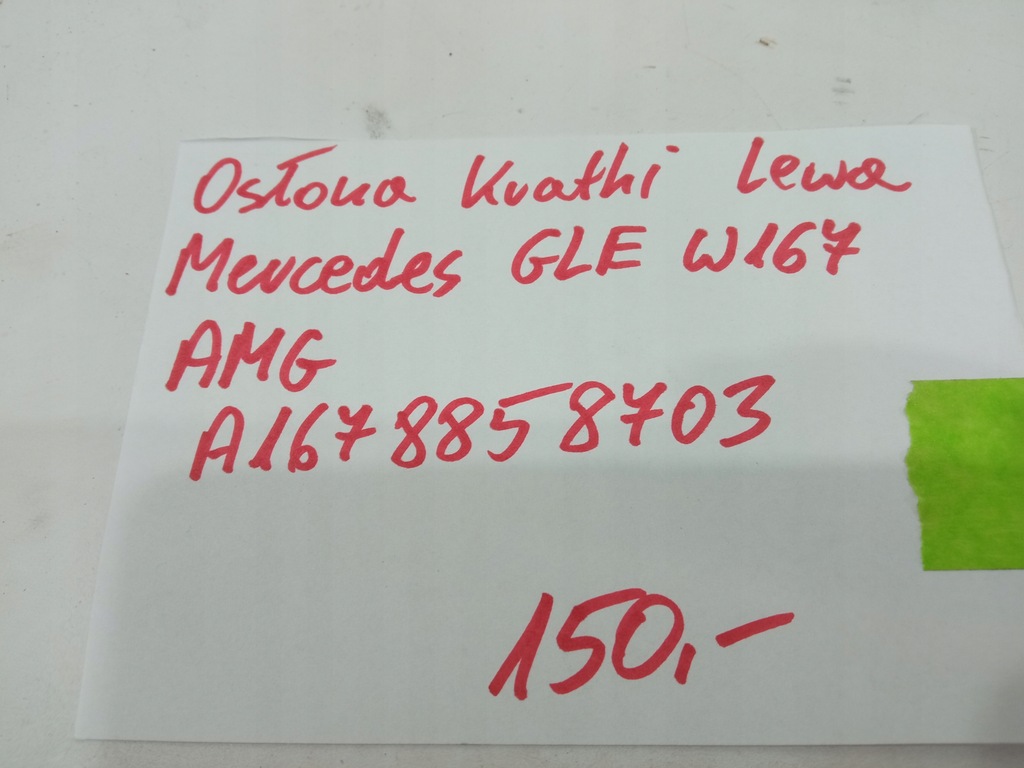 Osłona Kratki Lewa
Mercedes GLE W167
AMG
A1678858703
150,-